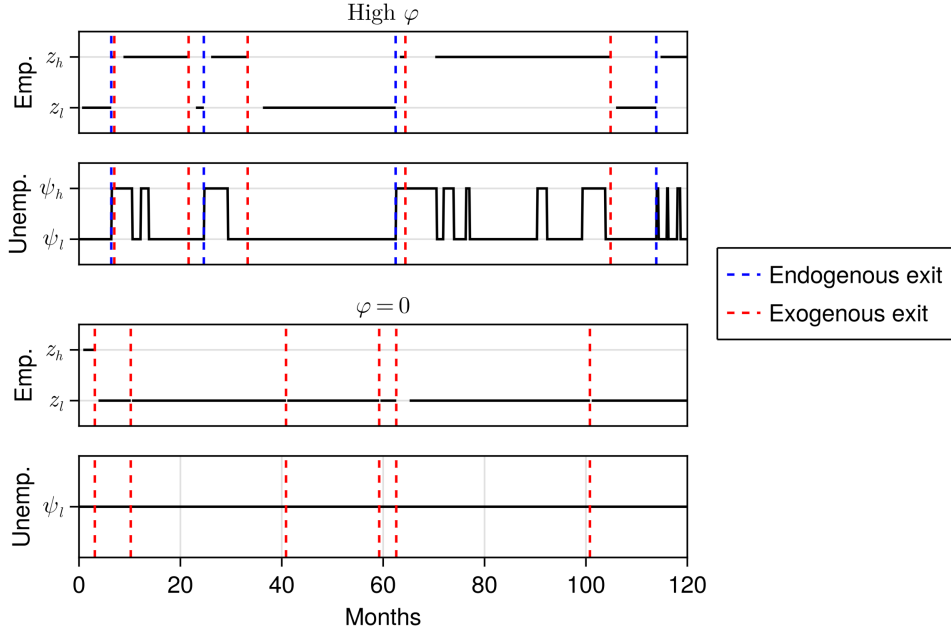 High φ
Emp.
z_h
z_l
Unemp.
ψ_h
ψ_l
Endogenous exit
Exogenous exit
φ = 0
Emp.
z_h
z_l
Unemp.
ψ_l
0 20 40 60 80 100 120
Months